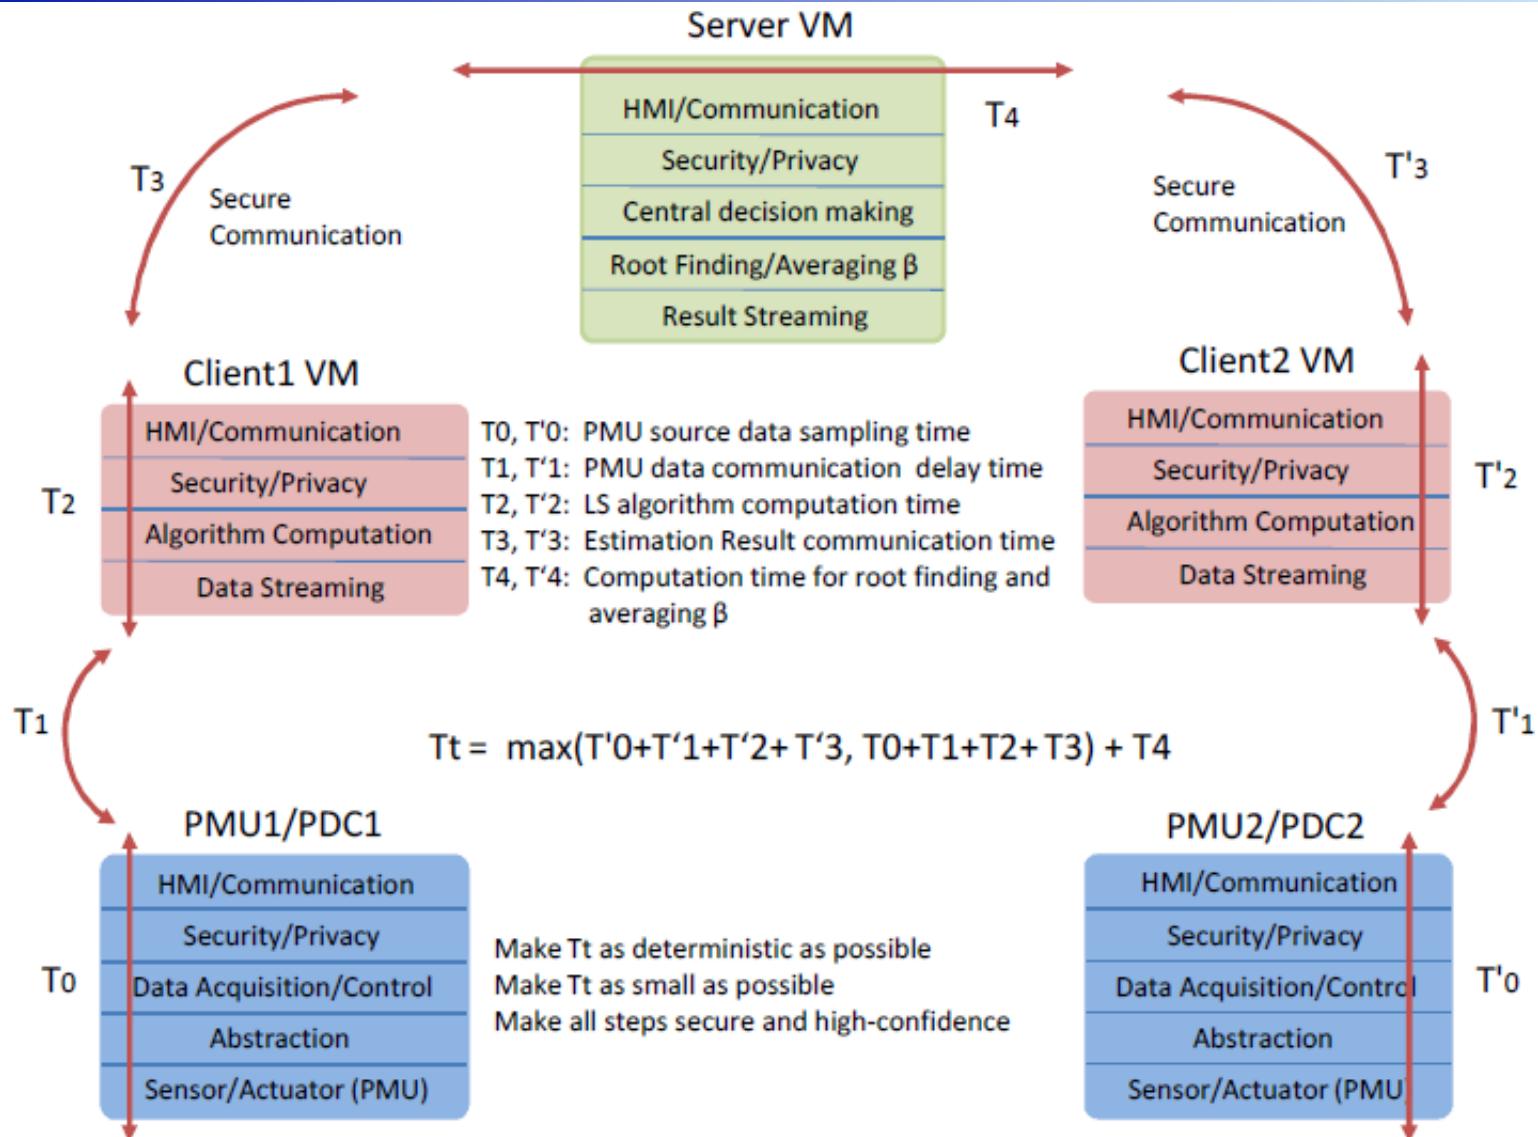 Server VM
HMI/Communication
T4
Security/Privacy
T3
T'3
Secure
Communication
Central decision making
Secure
Communication
Root Finding/Averaging β
Result Streaming
Client1 VM
Client2 VM
HMI/Communication
Security/Privacy
T2
Algorithm Computation
Data Streaming
T0, T'0: PMU source data sampling time
T1, T‘1: PMU data communication delay time
T2, T‘2: LS algorithm computation time
T3, T‘3: Estimation Result communication time
T4, T‘4: Computation time for root finding and
averaging β
HMI/Communication
Security/Privacy
T'2
Algorithm Computation
Data Streaming
T1
T'1
Tt = max(T'0+T‘1+T‘2+ T‘3, T0+T1+T2+ T3) + T4
PMU1/PDC1
PMU2/PDC2
HMI/Communication
Security/Privacy
T0
Data Acquisition/Control
Abstraction
Sensor/Actuator (PMU)
Make Tt as deterministic as possible
Make Tt as small as possible
Make all steps secure and high-confidence
HMI/Communication
Security/Privacy
Data Acquisition/Control
T'0
Abstraction
Sensor/Actuator (PMU)